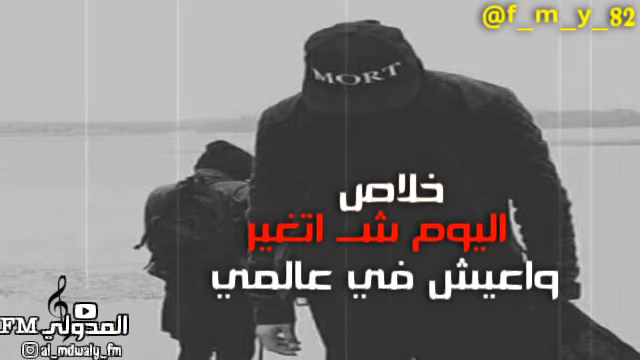 @f_m_y_82
MORT
خلاص
اليوم شـ اتغير
واعيش في عالمي
المدولي FM
al_mdwaly_fm